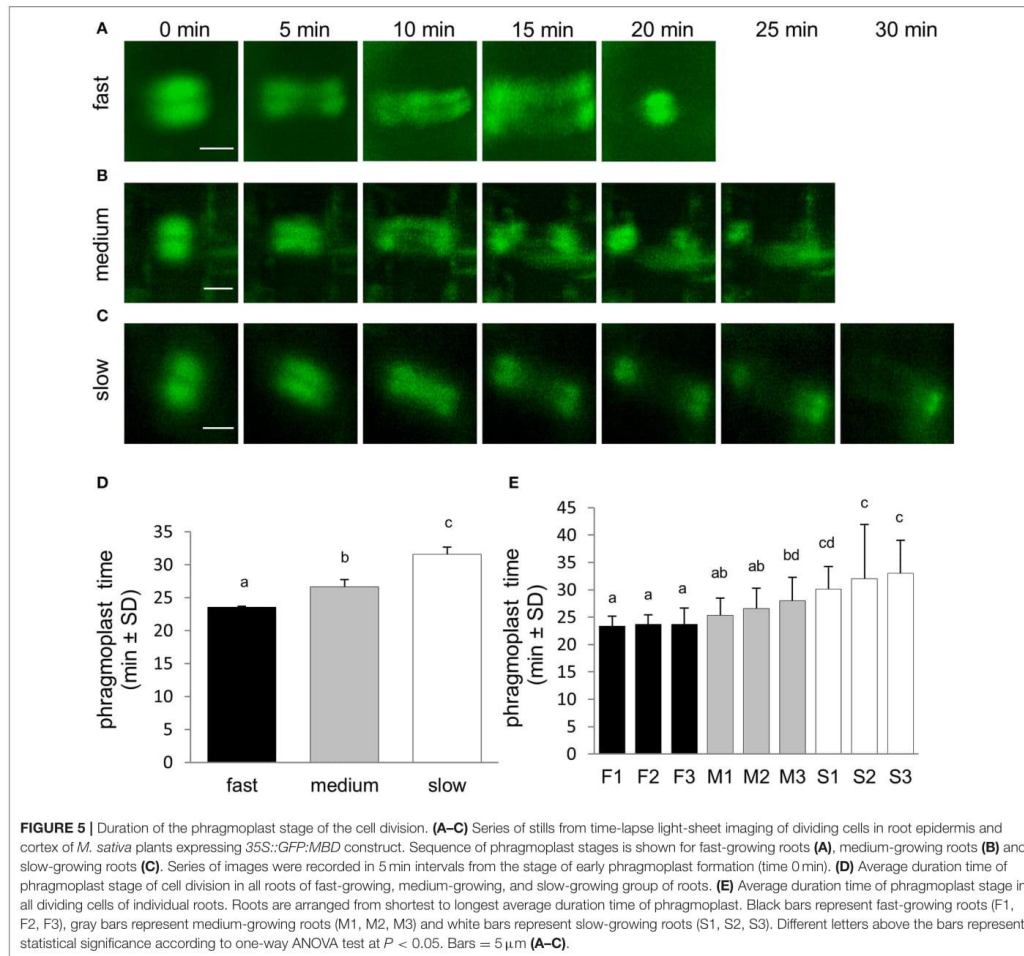 A 0 min 5 min 10 min 15 min 20 min 25 min 30 min
fast
B
medium
C
slow
D
phragmoplast time
(min ± SD)
35
30
25
20
15
10
5
0
a
b
c
fast medium slow
E
phragmoplast time
(min ± SD)
45
40
35
30
25
20
15
10
5
0
a a a ab ab bd cd c c
F1 F2 F3 M1 M2 M3 S1 S2 S3
FIGURE 5 | Duration of the phragmoplast stage of the cell division. (A–C) Series of stills from time-lapse light-sheet imaging of dividing cells in root epidermis and
cortex of M. sativa plants expressing 35S::GFP:MBD construct. Sequence of phragmoplast stages is shown for fast-growing roots (A), medium-growing roots (B) and
slow-growing roots (C). Series of images were recorded in 5 min intervals from the stage of early phragmoplast formation (time 0 min). (D) Average duration time of
phragmoplast stage of cell division in all roots of fast-growing, medium-growing, and slow-growing group of roots. (E) Average duration time of phragmoplast stage in
all dividing cells of individual roots. Roots are arranged from shortest to longest average duration time of phragmoplast. Black bars represent fast-growing roots (F1,
F2, F3), gray bars represent medium-growing roots (M1, M2, M3) and white bars represent slow-growing roots (S1, S2, S3). Different letters above the bars represent
statistical significance according to one-way ANOVA test at P < 0.05. Bars = 5 μm (A–C).